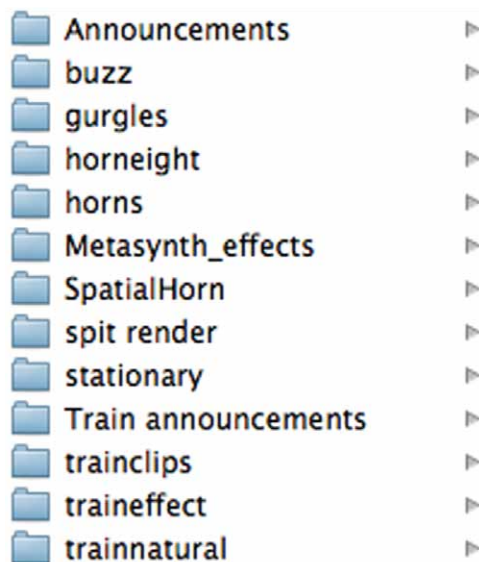 Announcements
buzz
gurgles
horneight
horns
Metasynth_effects
SpatialHorn
spit render
stationary
Train announcements
trainclips
traineffect
trainnatural